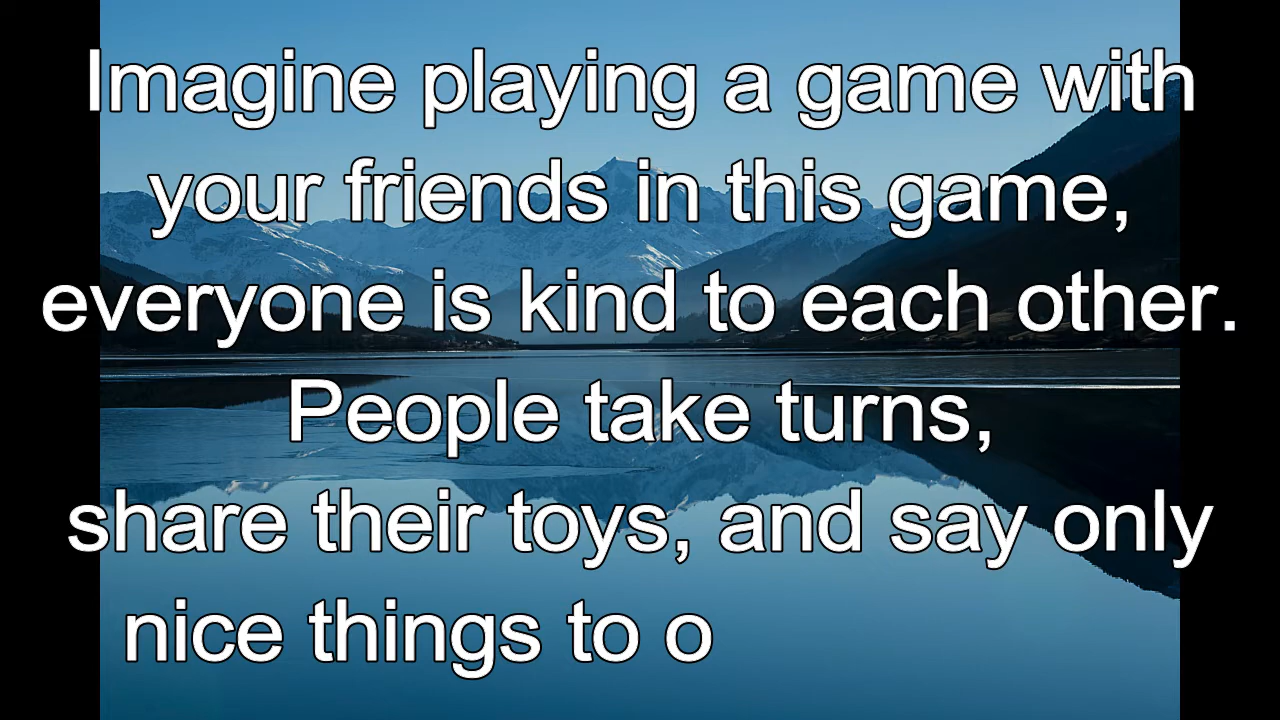 Imagine playing a game with
your friends in this game,
everyone is kind to each other.
People take turns,
share their toys, and say only
nice things to o